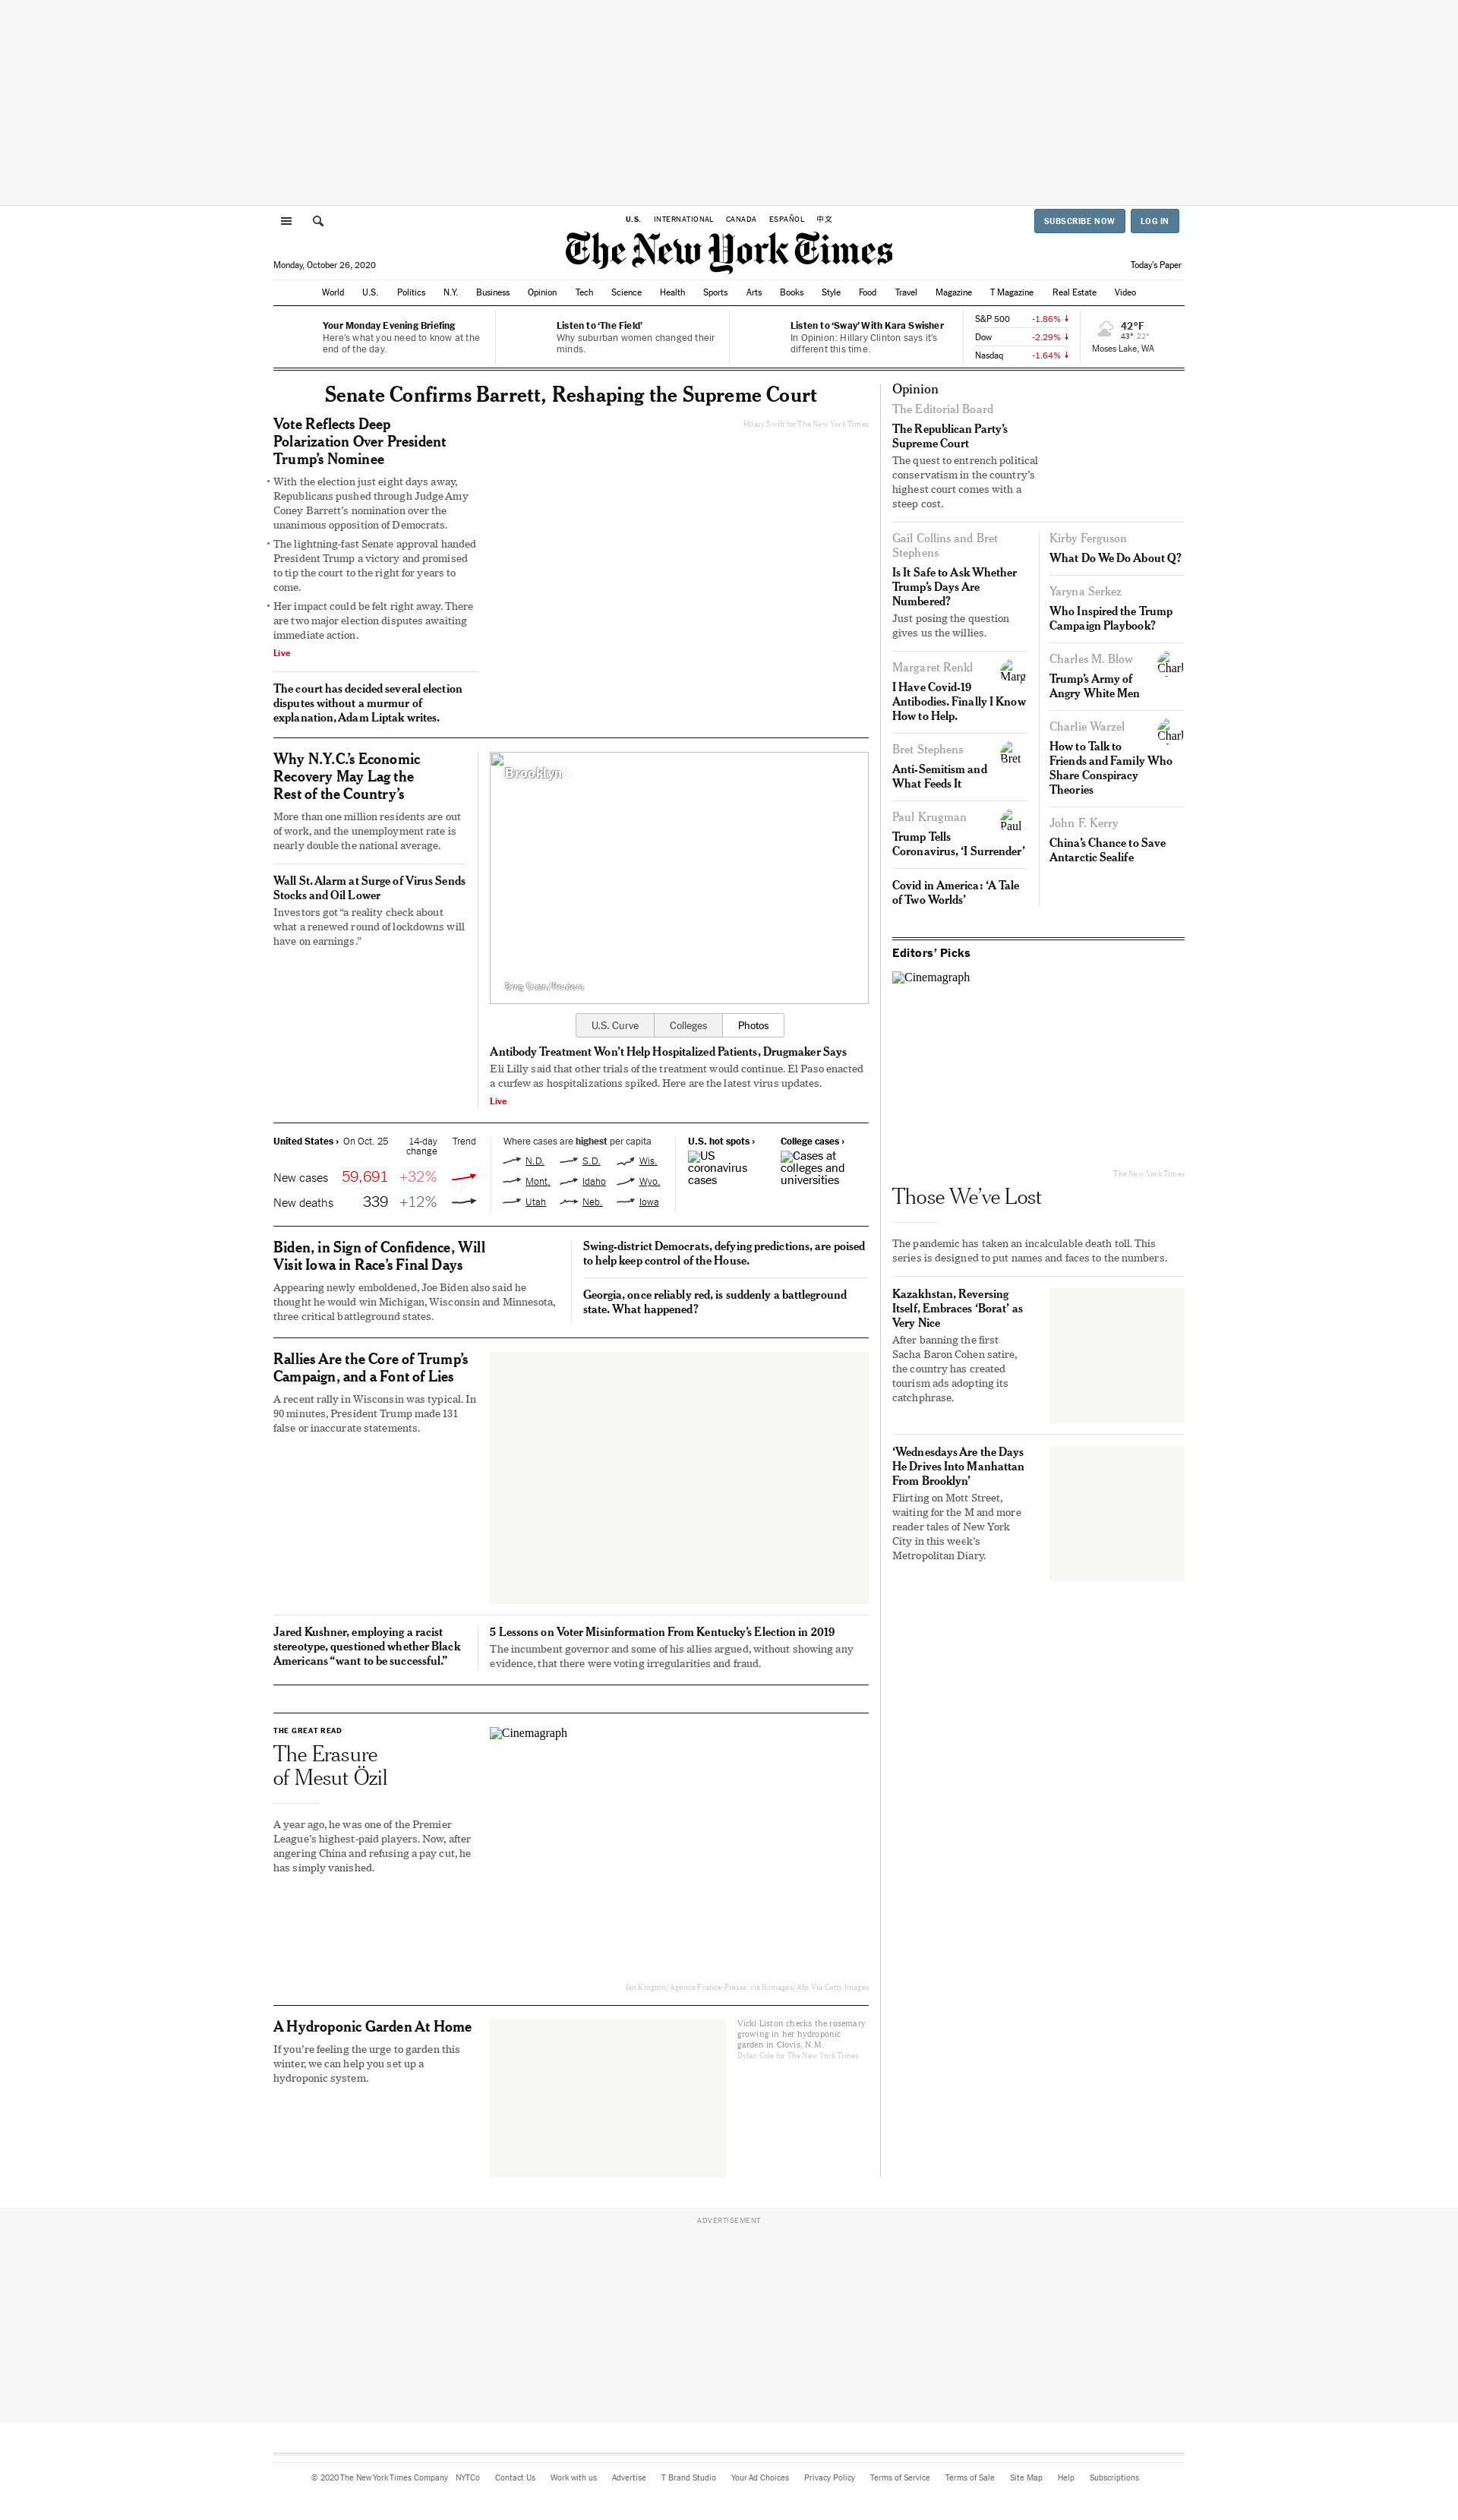 U.S. INTERNATIONAL CANADA ESPAÑOL 中文
SUBSCRIBE NOW LOG IN
The New York Times
Monday, October 26, 2020
Today's Paper
World U.S. Politics N.Y. Business Opinion Tech Science Health Sports Arts Books Style Food Travel Magazine T Magazine Real Estate Video
Your Monday Evening Briefing
Here's what you need to know at the
end of the day.
Listen to 'The Field'
Why suburban women changed their
minds.
Listen to 'Sway' With Kara Swisher
In Opinion: Hillary Clinton says it's
different this time.
S&P 500 -1.86% ↓
Dow -2.29% ↓
Nasdaq -1.64% ↓
42°F
43° 22°
Moses Lake, WA
Senate Confirms Barrett, Reshaping the Supreme Court
Vote Reflects Deep
Polarization Over President
Trump's Nominee
• With the election just eight days away,
Republicans pushed through Judge Amy
Coney Barrett's nomination over the
unanimous opposition of Democrats.
• The lightning-fast Senate approval handed
President Trump a victory and promised
to tip the court to the right for years to
come.
• Her impact could be felt right away. There
are two major election disputes awaiting
immediate action.
Live
The court has decided several election
disputes without a murmur of
explanation, Adam Liptak writes.
Hilary Swift for The New York Times
Why N.Y.C.'s Economic
Recovery May Lag the
Rest of the Country's
More than one million residents are out
of work, and the unemployment rate is
nearly double the national average.
Wall St. Alarm at Surge of Virus Sends
Stocks and Oil Lower
Investors got “a reality check about
what a renewed round of lockdowns will
have on earnings.”
Brooklyn
Bing Guan/Reuters
U.S. Curve Colleges Photos
Antibody Treatment Won't Help Hospitalized Patients, Drugmaker Says
Eli Lilly said that other trials of the treatment would continue. El Paso enacted
a curfew as hospitalizations spiked. Here are the latest virus updates.
Live
United States › On Oct. 25 14-day Trend
change
New cases 59,691 +32%
New deaths 339 +12%
Where cases are highest per capita
N.D. S.D. Wis.
Mont. Idaho Wyo.
Utah Neb. Iowa
U.S. hot spots ›
US
coronavirus
cases
College cases ›
Cases at
colleges and
universities
Biden, in Sign of Confidence, Will
Visit Iowa in Race's Final Days
Appearing newly emboldened, Joe Biden also said he
thought he would win Michigan, Wisconsin and Minnesota,
three critical battleground states.
Swing-district Democrats, defying predictions, are poised
to help keep control of the House.
Georgia, once reliably red, is suddenly a battleground
state. What happened?
Rallies Are the Core of Trump's
Campaign, and a Font of Lies
A recent rally in Wisconsin was typical. In
90 minutes, President Trump made 131
false or inaccurate statements.
Jared Kushner, employing a racist
stereotype, questioned whether Black
Americans “want to be successful.”
5 Lessons on Voter Misinformation From Kentucky's Election in 2019
The incumbent governor and some of his allies argued, without showing any
evidence, that there were voting irregularities and fraud.
THE GREAT READ
The Erasure
of Mesut Özil
A year ago, he was one of the Premier
League's highest-paid players. Now, after
angering China and refusing a pay cut, he
has simply vanished.
Cinemagraph
Ian Kington/Agence France-Presse, via Ikimages/Afp Via Getty Images
A Hydroponic Garden At Home
If you're feeling the urge to garden this
winter, we can help you set up a
hydroponic system.
Vicki Liston checks the rosemary
growing in her hydroponic
garden in Clovis, N.M.
Dylan Cole for The New York Times
Opinion
The Editorial Board
The Republican Party's
Supreme Court
The quest to entrench political
conservatism in the country's
highest court comes with a
steep cost.
Gail Collins and Bret
Stephens
Is It Safe to Ask Whether
Trump's Days Are
Numbered?
Just posing the question
gives us the willies.
Margaret Renkl
Marg
I Have Covid-19
Antibodies. Finally I Know
How to Help.
Bret Stephens
Bret
Anti-Semitism and
What Feeds It
Paul Krugman
Paul
Trump Tells
Coronavirus, 'I Surrender'
Covid in America: 'A Tale
of Two Worlds'
Kirby Ferguson
What Do We Do About Q?
Yaryna Serkez
Who Inspired the Trump
Campaign Playbook?
Charles M. Blow
Charl
Trump's Army of
Angry White Men
Charlie Warzel
Charl
How to Talk to
Friends and Family Who
Share Conspiracy
Theories
John F. Kerry
China's Chance to Save
Antarctic Sealife
Editors' Picks
Cinemagraph
The New York Times
Those We've Lost
The pandemic has taken an incalculable death toll. This
series is designed to put names and faces to the numbers.
Kazakhstan, Reversing
Itself, Embraces 'Borat' as
Very Nice
After banning the first
Sacha Baron Cohen satire,
the country has created
tourism ads adopting its
catchphrase.
'Wednesdays Are the Days
He Drives Into Manhattan
From Brooklyn'
Flirting on Mott Street,
waiting for the M and more
reader tales of New York
City in this week's
Metropolitan Diary.
ADVERTISEMENT
© 2020 The New York Times Company NYTCo Contact Us Work with us Advertise T Brand Studio Your Ad Choices Privacy Policy Terms of Service Terms of Sale Site Map Help Subscriptions